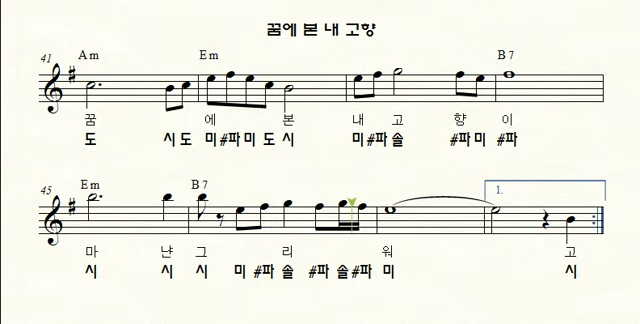 꿈에 본 내 고향
41 Am Em B7
꿈 에 본 내 고 향 이
도 시 도 미 #파 미 도 시 미 #파 솔 #파 미 #파
45 Em B7 1.
마 냔 그 리 워 고
시 시 시 미 #파 솔 #파 솔 #파 미 시